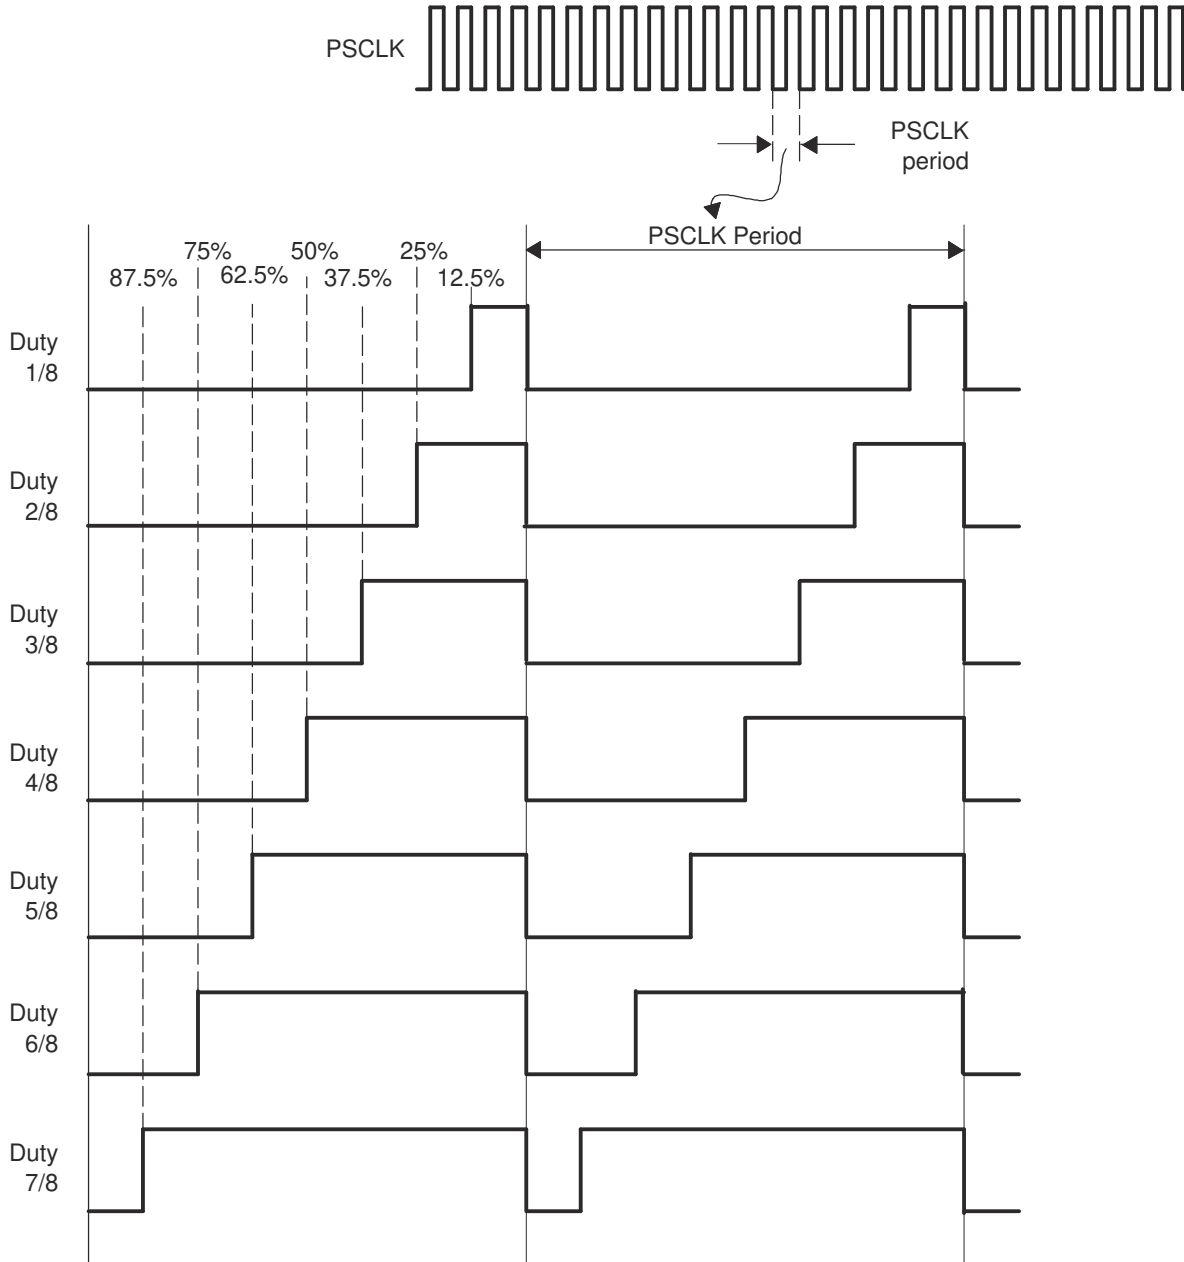 PSCLK
PSCLK
period
PSCLK Period
75%
50%
25%
87.5%
62.5%
37.5%
12.5%
Duty
1/8
Duty
2/8
Duty
3/8
Duty
4/8
Duty
5/8
Duty
6/8
Duty
7/8